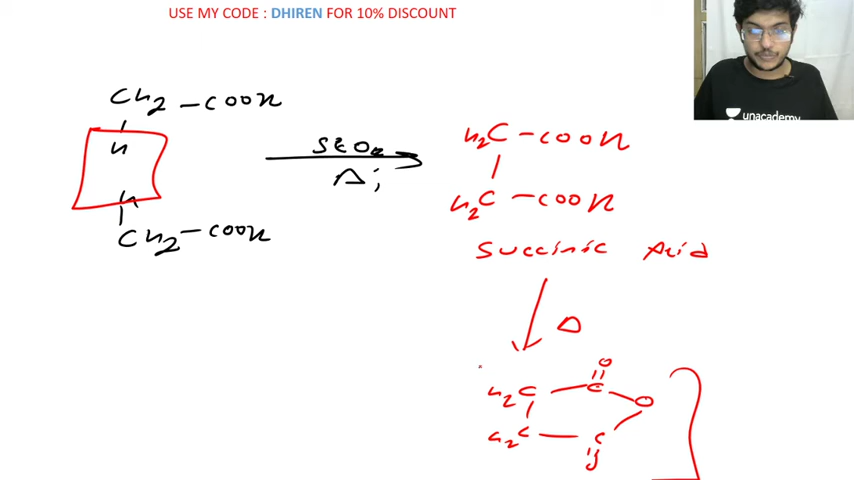 USE MY CODE : DHIREN FOR 10% DISCOUNT
unacademy
CH2 - COOH
H
H
CH2 - COOH
SeO2
Δ;
H2C - COOH
H2C - COOH
Succinic Acid
Δ
O
H2C - C
O
H2C - C